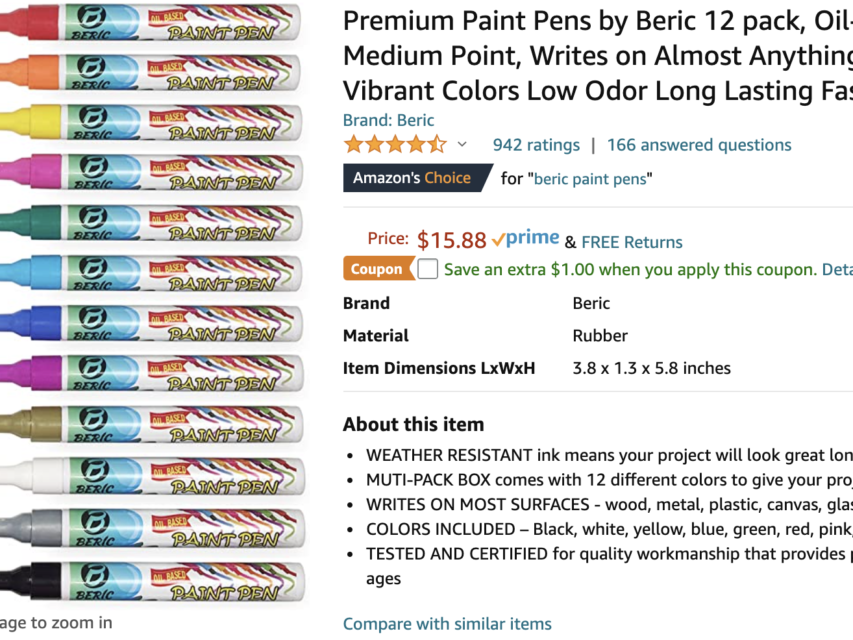 BERIC OIL BASED PAINT PEN
BERIC OIL BASED PAINT PEN
BERIC OIL BASED PAINT PEN
BERIC OIL BASED PAINT PEN
BERIC OIL BASED PAINT PEN
BERIC OIL BASED PAINT PEN
BERIC OIL BASED PAINT PEN
BERIC OIL BASED PAINT PEN
BERIC OIL BASED PAINT PEN
BERIC OIL BASED PAINT PEN
BERIC OIL BASED PAINT PEN
BERIC OIL BASED PAINT PEN
age to zoom in
Premium Paint Pens by Beric 12 pack, Oil-
Medium Point, Writes on Almost Anything
Vibrant Colors Low Odor Long Lasting Fas
Brand: Beric
942 ratings | 166 answered questions
Amazon's Choice for "beric paint pens"
Price: $15.88 prime & FREE Returns
Coupon Save an extra $1.00 when you apply this coupon. Deta
Brand Beric
Material Rubber
Item Dimensions LxWxH 3.8 x 1.3 x 5.8 inches
About this item
• WEATHER RESISTANT ink means your project will look great lon
• MUTI-PACK BOX comes with 12 different colors to give your proj
• WRITES ON MOST SURFACES - wood, metal, plastic, canvas, glas
• COLORS INCLUDED – Black, white, yellow, blue, green, red, pink,
• TESTED AND CERTIFIED for quality workmanship that provides p
ages
Compare with similar items